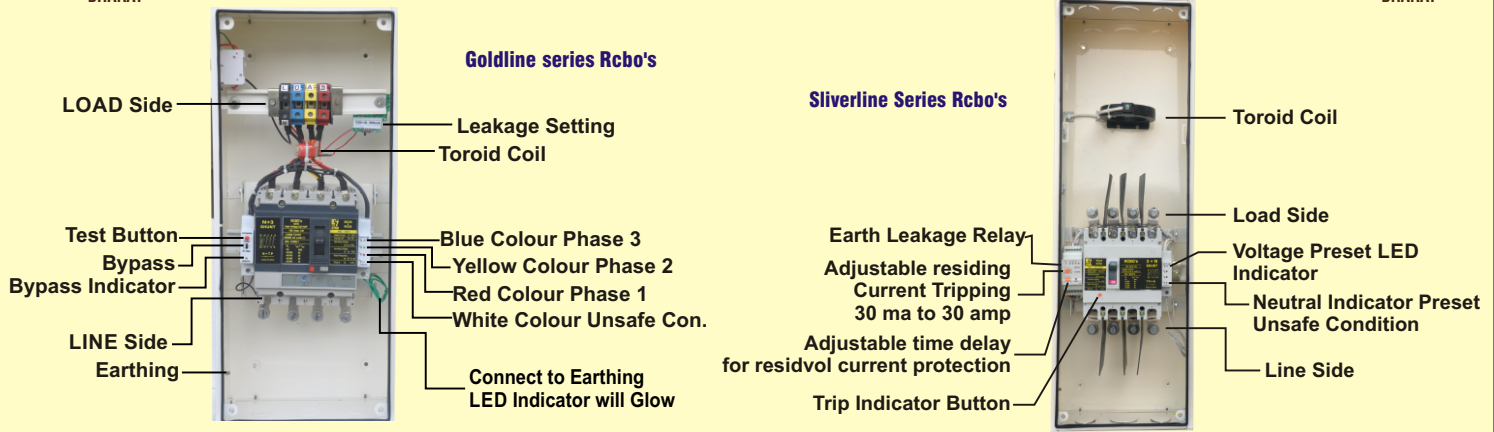 Goldline series Rcbo's
LOAD Side
Leakage Setting
Toroid Coil
Test Button
Bypass
Bypass Indicator
Blue Colour Phase 3
Yellow Colour Phase 2
Red Colour Phase 1
White Colour Unsafe Con.
LINE Side
Earthing
Connect to Earthing
LED Indicator will Glow
N+3
SHUNT
Sliverline Series Rcbo's
Toroid Coil
Load Side
Earth Leakage Relay
Voltage Preset LED
Indicator
Adjustable residing
Current Tripping
30 ma to 30 amp
Neutral Indicator Preset
Unsafe Condition
Adjustable time delay
for residvol current protection
Line Side
Trip Indicator Button